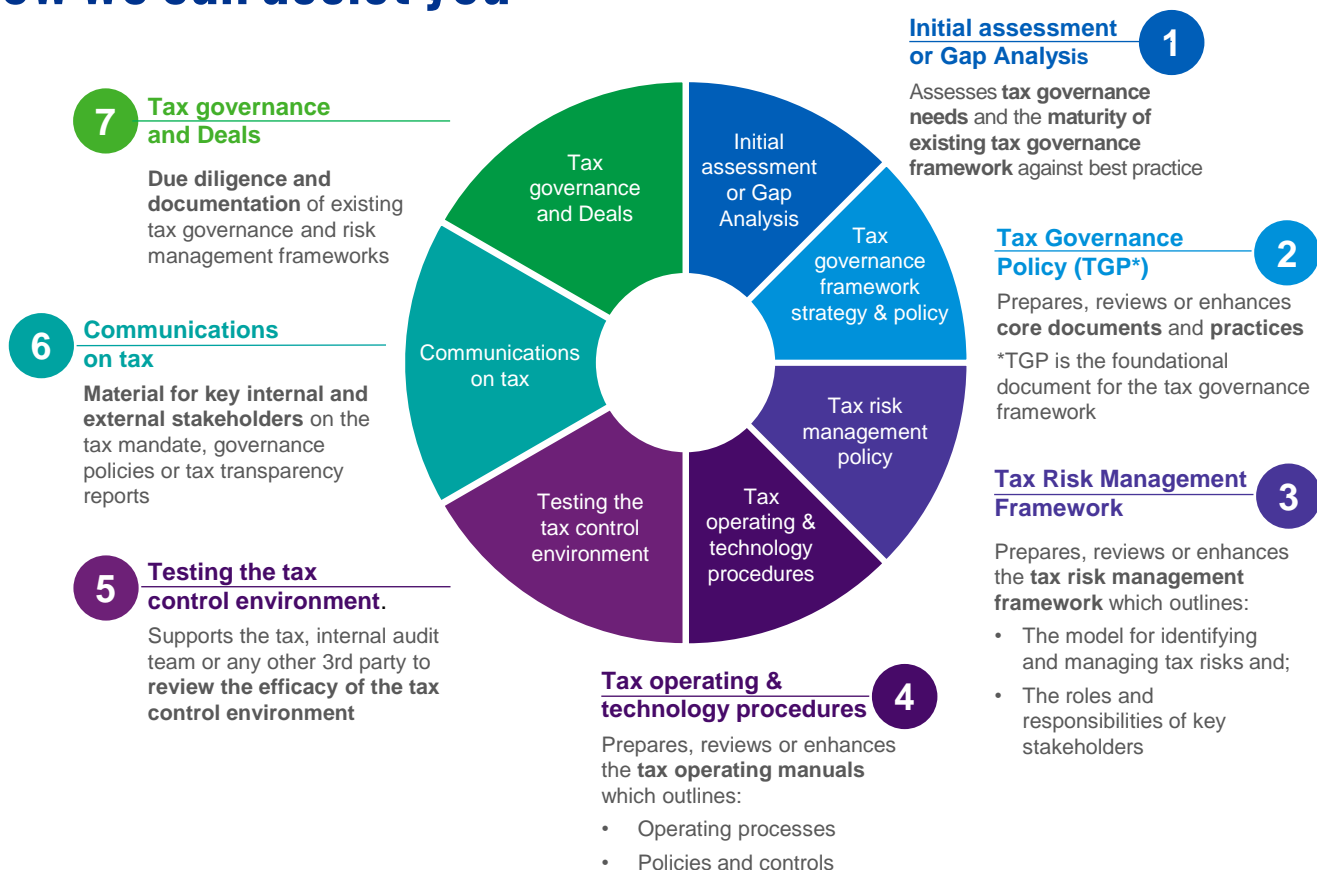 ow we can assist you
Initial assessment
or Gap Analysis
1
Assesses tax governance
needs and the maturity of
existing tax governance
framework against best practice
Tax Governance
Policy (TGP*)
2
Prepares, reviews or enhances
core documents and practices
*TGP is the foundational
document for the tax governance
framework
Tax Risk Management
Framework
3
Prepares, reviews or enhances
the tax risk management
framework which outlines:
• The model for identifying
and managing tax risks and;
• The roles and
responsibilities of key
stakeholders
Tax operating &
technology procedures
4
Prepares, reviews or enhances
the tax operating manuals
which outlines:
• Operating processes
• Policies and controls
5
Testing the tax
control environment.
Supports the tax, internal audit
team or any other 3rd party to
review the efficacy of the tax
control environment
6
Communications
on tax
Material for key internal and
external stakeholders on the
tax mandate, governance
policies or tax transparency
reports
7
Tax governance
and Deals
Due diligence and
documentation of existing
tax governance and risk
management frameworks
Initial
assessment
or Gap
Analysis
Tax
governance
framework
strategy & policy
Tax risk
management
policy
Tax
operating &
technology
procedures
Testing the
tax control
environment
Communications
on tax
Tax
governance
and Deals